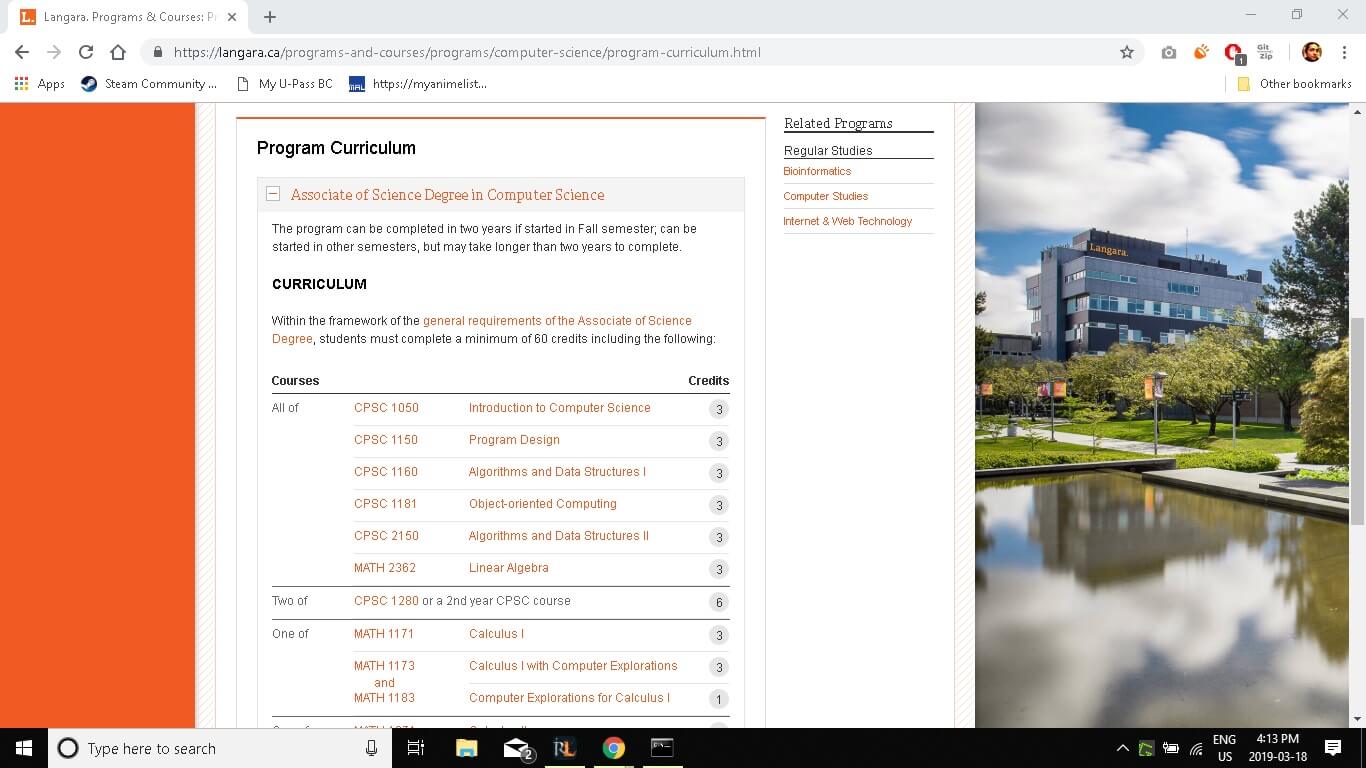 L. Langara. Programs & Courses: Pr
https://langara.ca/programs-and-courses/programs/computer-science/program-curriculum.html
1
Git
Zip
Apps
Steam Community ...
My U-Pass BC
MAL
https://myanimelist...
Other bookmarks
Program Curriculum
Associate of Science Degree in Computer Science
The program can be completed in two years if started in Fall semester; can be
started in other semesters, but may take longer than two years to complete.
CURRICULUM
Within the framework of the general requirements of the Associate of Science
Degree, students must complete a minimum of 60 credits including the following:
Courses Credits
All of CPSC 1050 Introduction to Computer Science 3
CPSC 1150 Program Design 3
CPSC 1160 Algorithms and Data Structures I 3
CPSC 1181 Object-oriented Computing 3
CPSC 2150 Algorithms and Data Structures II 3
MATH 2362 Linear Algebra 3
Two of CPSC 1280 or a 2nd year CPSC course 6
One of MATH 1171 Calculus I 3
MATH 1173 Calculus I with Computer Explorations 3
and
MATH 1183 Computer Explorations for Calculus I 1
Related Programs
Regular Studies
Bioinformatics
Computer Studies
Internet & Web Technology
Langara.
Type here to search
2
RL
ENG
US
4:13 PM
2019-03-18